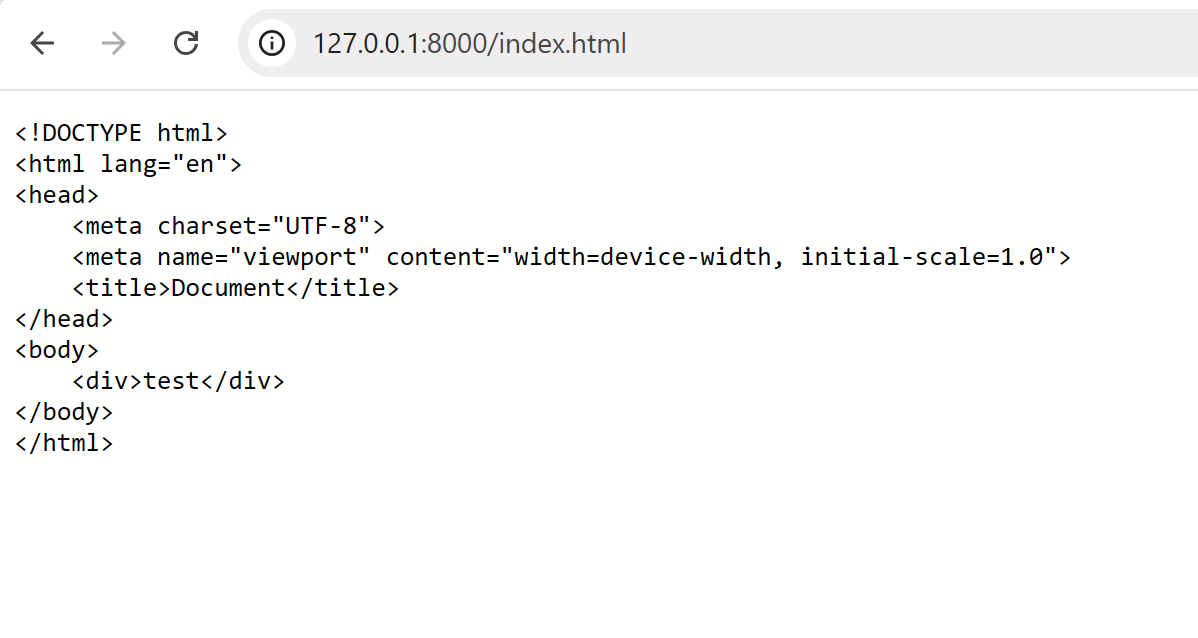 127.0.0.1:8000/index.html
<!DOCTYPE html>
<html lang="en">
<head>
    <meta charset="UTF-8">
    <meta name="viewport" content="width=device-width, initial-scale=1.0">
    <title>Document</title>
</head>
<body>
    <div>test</div>
</body>
</html>